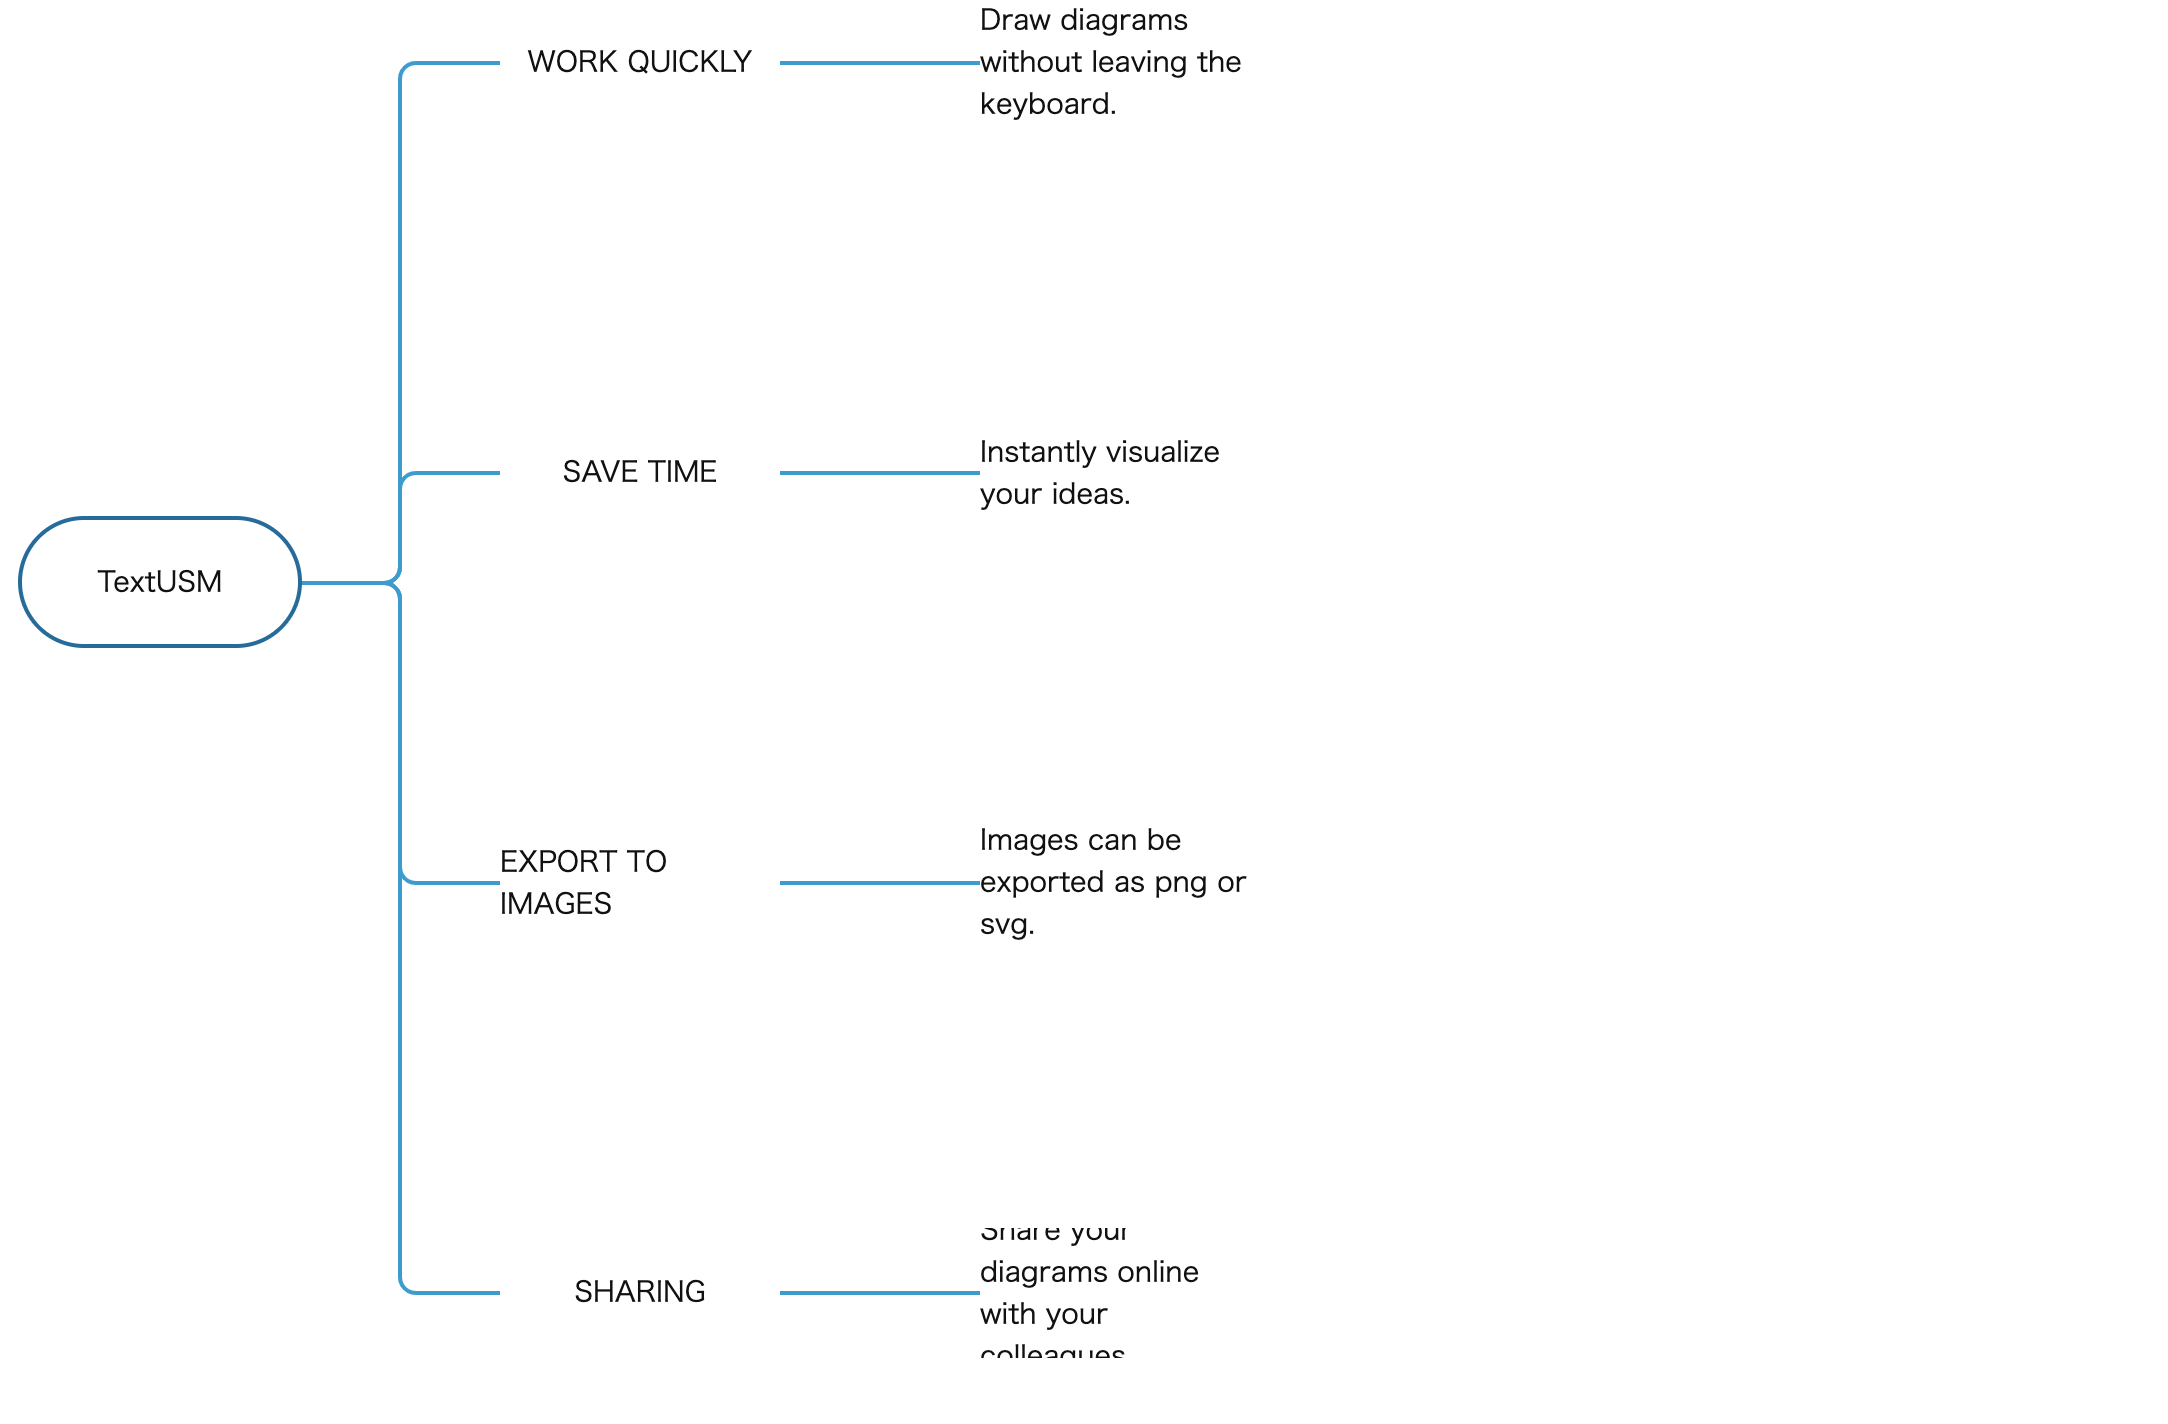 Draw diagrams
WORK QUICKLY
without leaving the
keyboard.
SAVE TIME
Instantly visualize
your ideas.
TextUSM
EXPORT TO
IMAGES
Images can be
exported as png or
svg.
SHARING
Share your
diagrams online
with your
colleagues